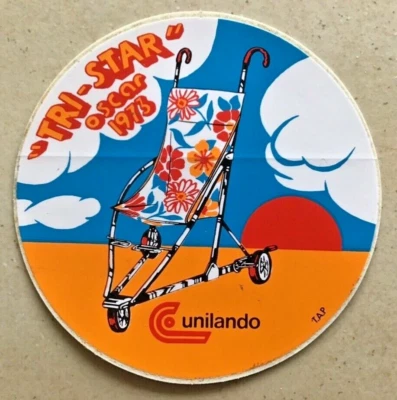 "TRI-STAR"
oscar
1973
unilando
Z.A.P